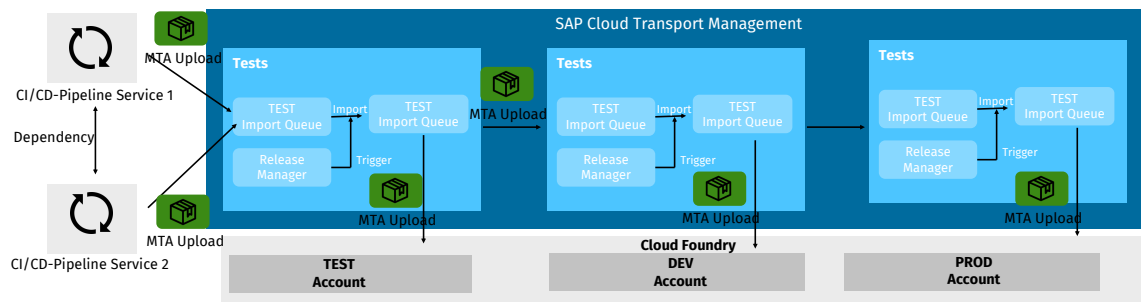 SAP Cloud Transport Management
MTA Upload
CI/CD-Pipeline Service 1
Dependency
CI/CD-Pipeline Service 2
MTA Upload
Tests
TEST
Import Queue
Import
TEST
Import Queue
Release
Manager
Trigger
MTA Upload
MTA Upload
Tests
TEST
Import Queue
Import
TEST
Import Queue
Release
Manager
Trigger
MTA Upload
Tests
TEST
Import Queue
Import
TEST
Import Queue
Release
Manager
Trigger
MTA Upload
Cloud Foundry
TEST
Account
DEV
Account
PROD
Account